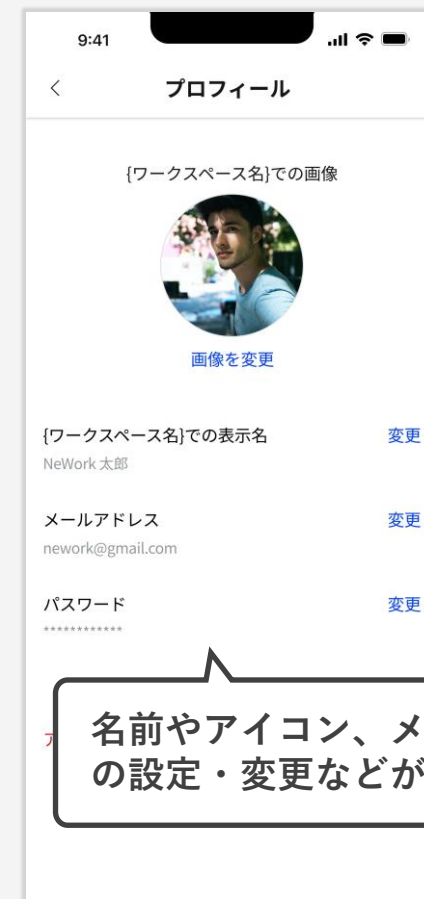 9:41
プロフィール
{ワークスペース名}での画像
画像を変更
{ワークスペース名}での表示名 変更
NeWork 太郎
メールアドレス 変更
nework@gmail.com
パスワード 変更
************
名前やアイコン、メ
の設定・変更などが